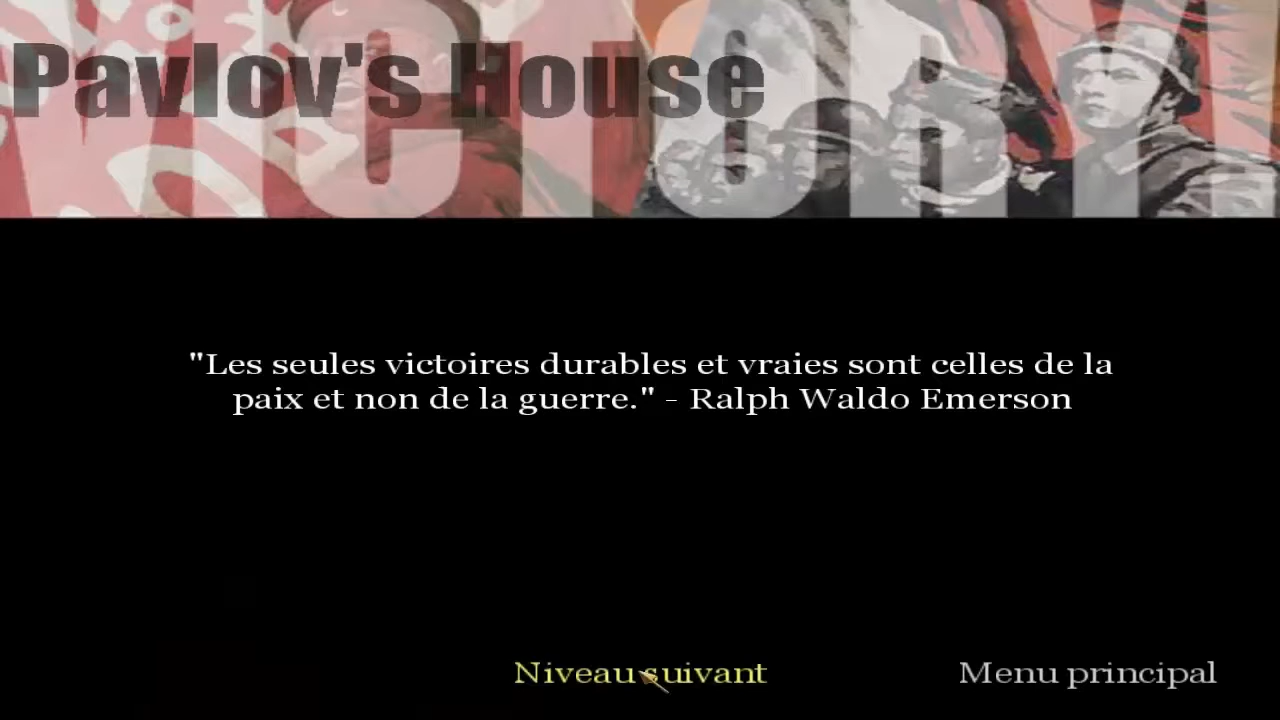 VICTORY!
Pavlov's House
"Les seules victoires durables et vraies sont celles de la
paix et non de la guerre." - Ralph Waldo Emerson
Niveau suivant
Menu principal